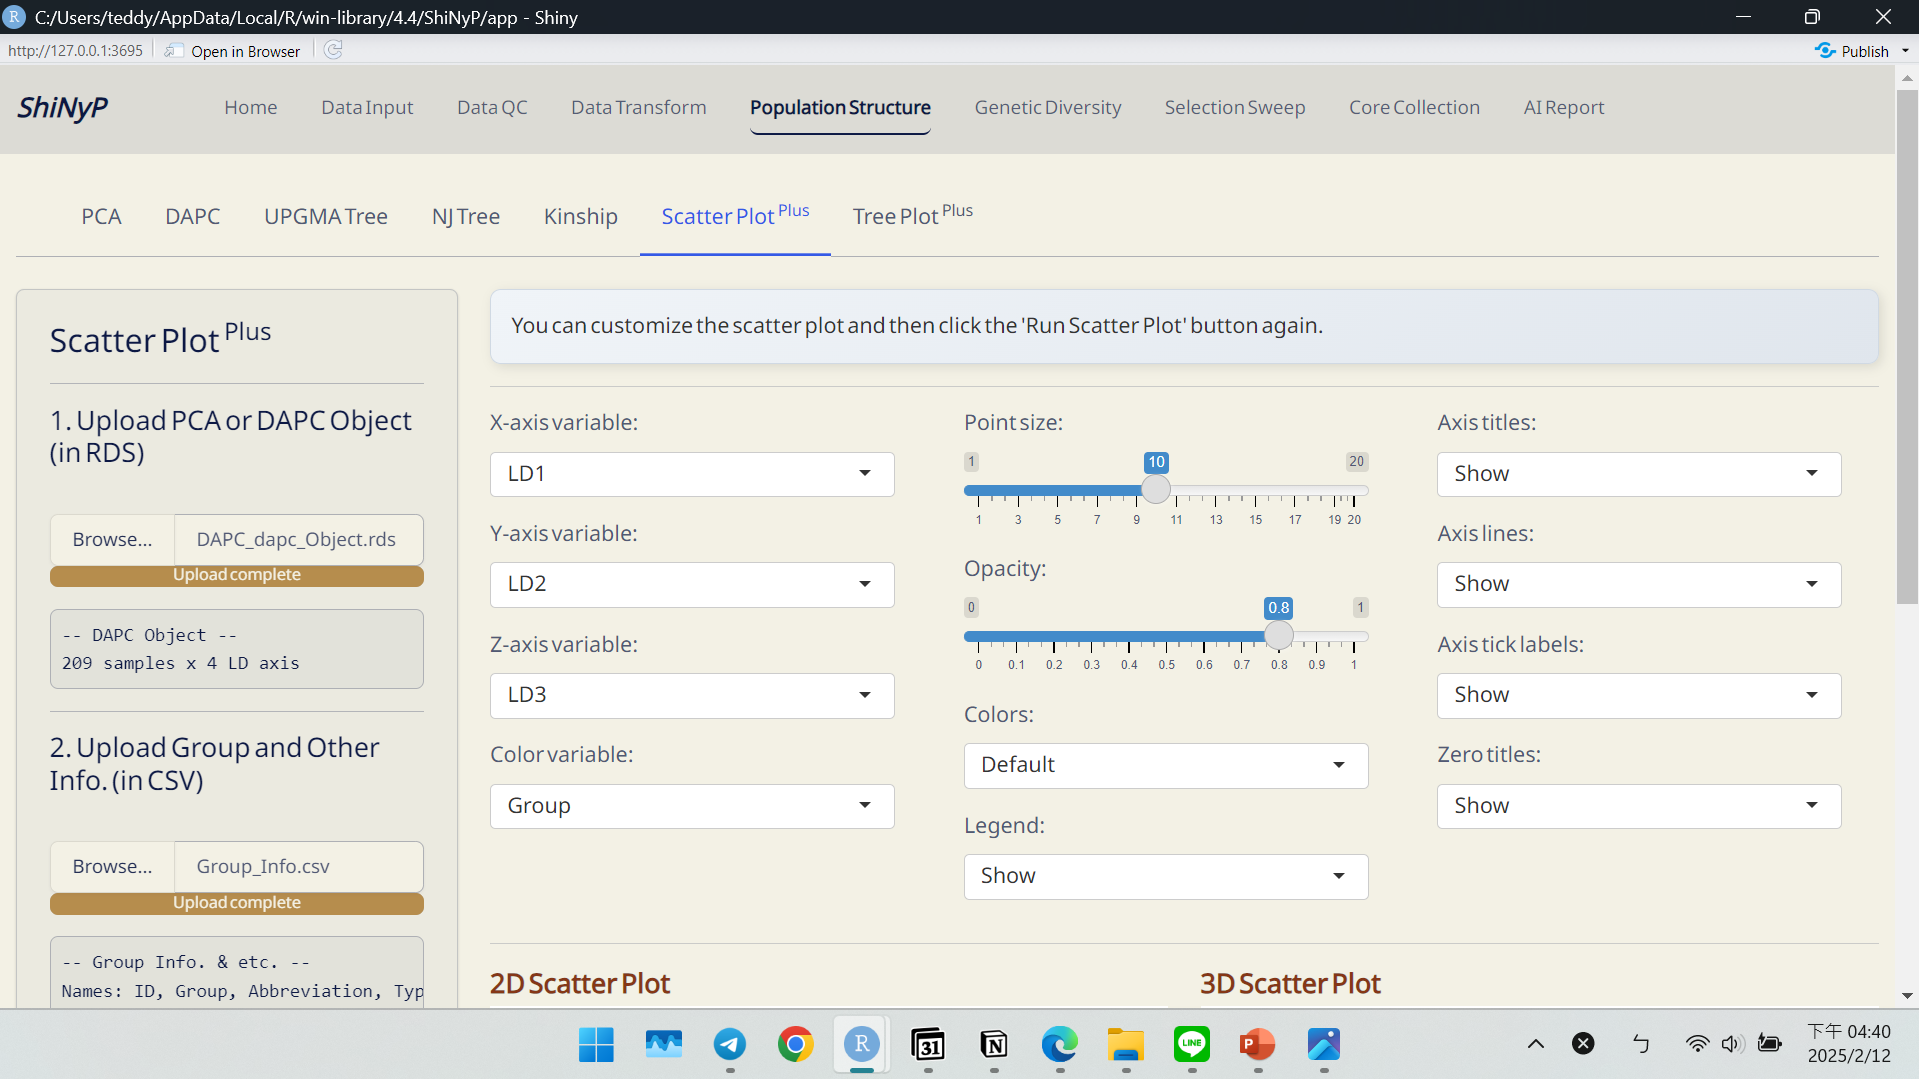 C:/Users/teddy/AppData/Local/R/win-library/4.4/ShiNyP/app - Shiny
http://127.0.0.1:3695 Open in Browser Publish
ShiNyP Home Data Input Data QC Data Transform Population Structure Genetic Diversity Selection Sweep Core Collection AI Report
PCA DAPC UPGMA Tree NJ Tree Kinship Scatter Plot Plus Tree Plot Plus
Scatter Plot Plus
1. Upload PCA or DAPC Object
(in RDS)
Browse... DAPC_dapc_Object.rds
Upload complete
-- DAPC Object --
209 samples x 4 LD axis
2. Upload Group and Other
Info. (in CSV)
Browse... Group_Info.csv
Upload complete
-- Group Info. & etc. --
Names: ID, Group, Abbreviation, Typ
You can customize the scatter plot and then click the 'Run Scatter Plot' button again.
X-axis variable:
LD1
Y-axis variable:
LD2
Z-axis variable:
LD3
Color variable:
Group
Point size:
1 10 20
1 3 5 7 9 11 13 15 17 19 20
Opacity:
0 0.8 1
0 0.1 0.2 0.3 0.4 0.5 0.6 0.7 0.8 0.9 1
Colors:
Default
Legend:
Show
Axis titles:
Show
Axis lines:
Show
Axis tick labels:
Show
Zero titles:
Show
2D Scatter Plot
3D Scatter Plot
R
31
N
LINE
P
ㄅ
下午 04:40
2025/2/12